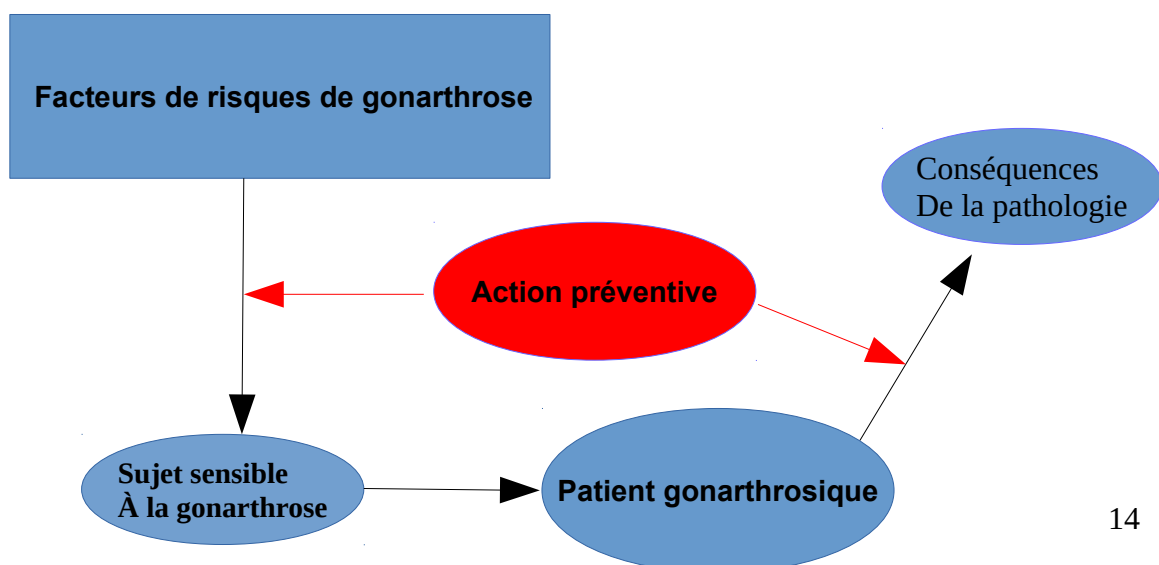 Facteurs de risques de gonarthrose
Conséquences
De la pathologie
Action préventive
Sujet sensible
À la gonarthrose
Patient gonarthrosique
14